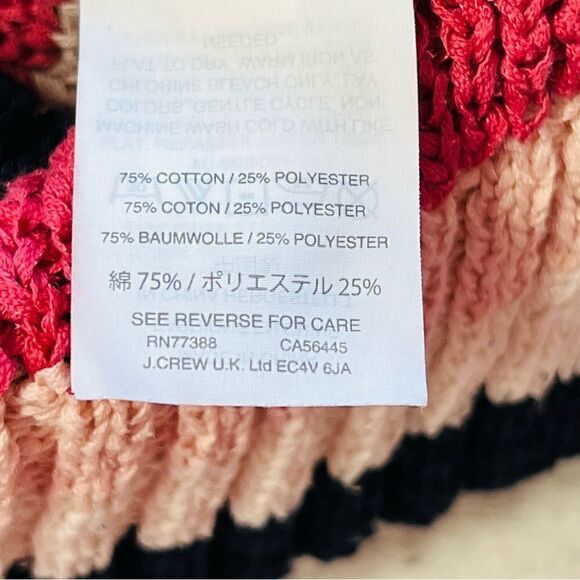 75% COTTON / 25% POLYESTER
75% COTON / 25% POLYESTER
75% BAUMWOLLE / 25% POLYESTER
綿 75% / ポリエステル 25%
SEE REVERSE FOR CARE
RN77388 CA56445
J.CREW U.K. Ltd EC4V 6JA